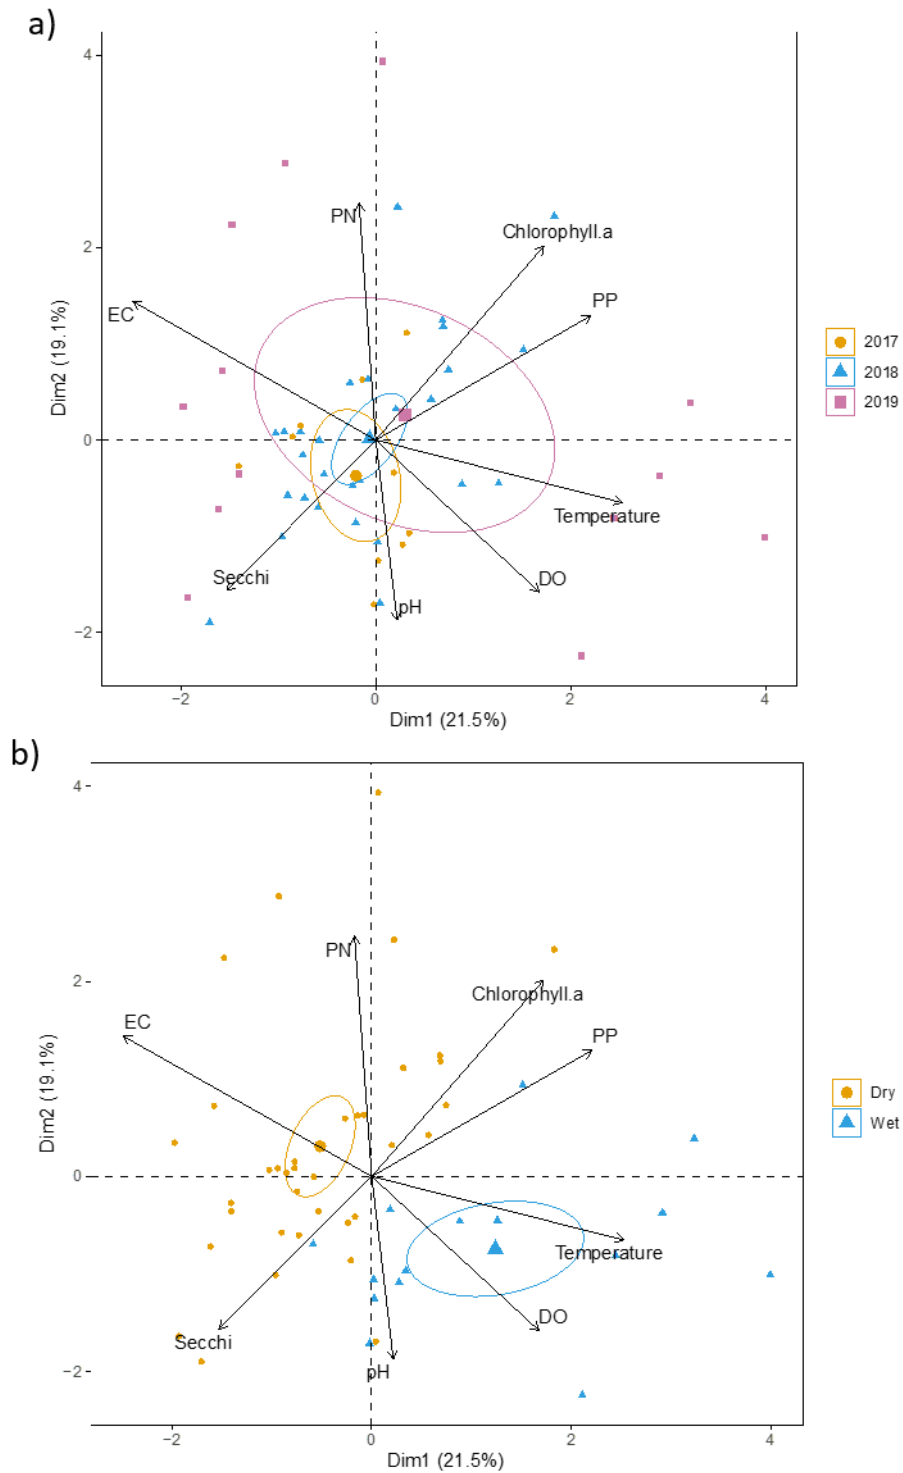 a)
4
2
0
−2
Dim2 (19.1%)
PN
Chlorophyll.a
PP
EC
Temperature
Secchi
DO
pH
−2
0
2
4
Dim1 (21.5%)
2017
2018
2019
b)
4
2
0
−2
Dim2 (19.1%)
PN
Chlorophyll.a
PP
EC
Temperature
DO
Secchi
pH
−2
0
2
4
Dim1 (21.5%)
Dry
Wet